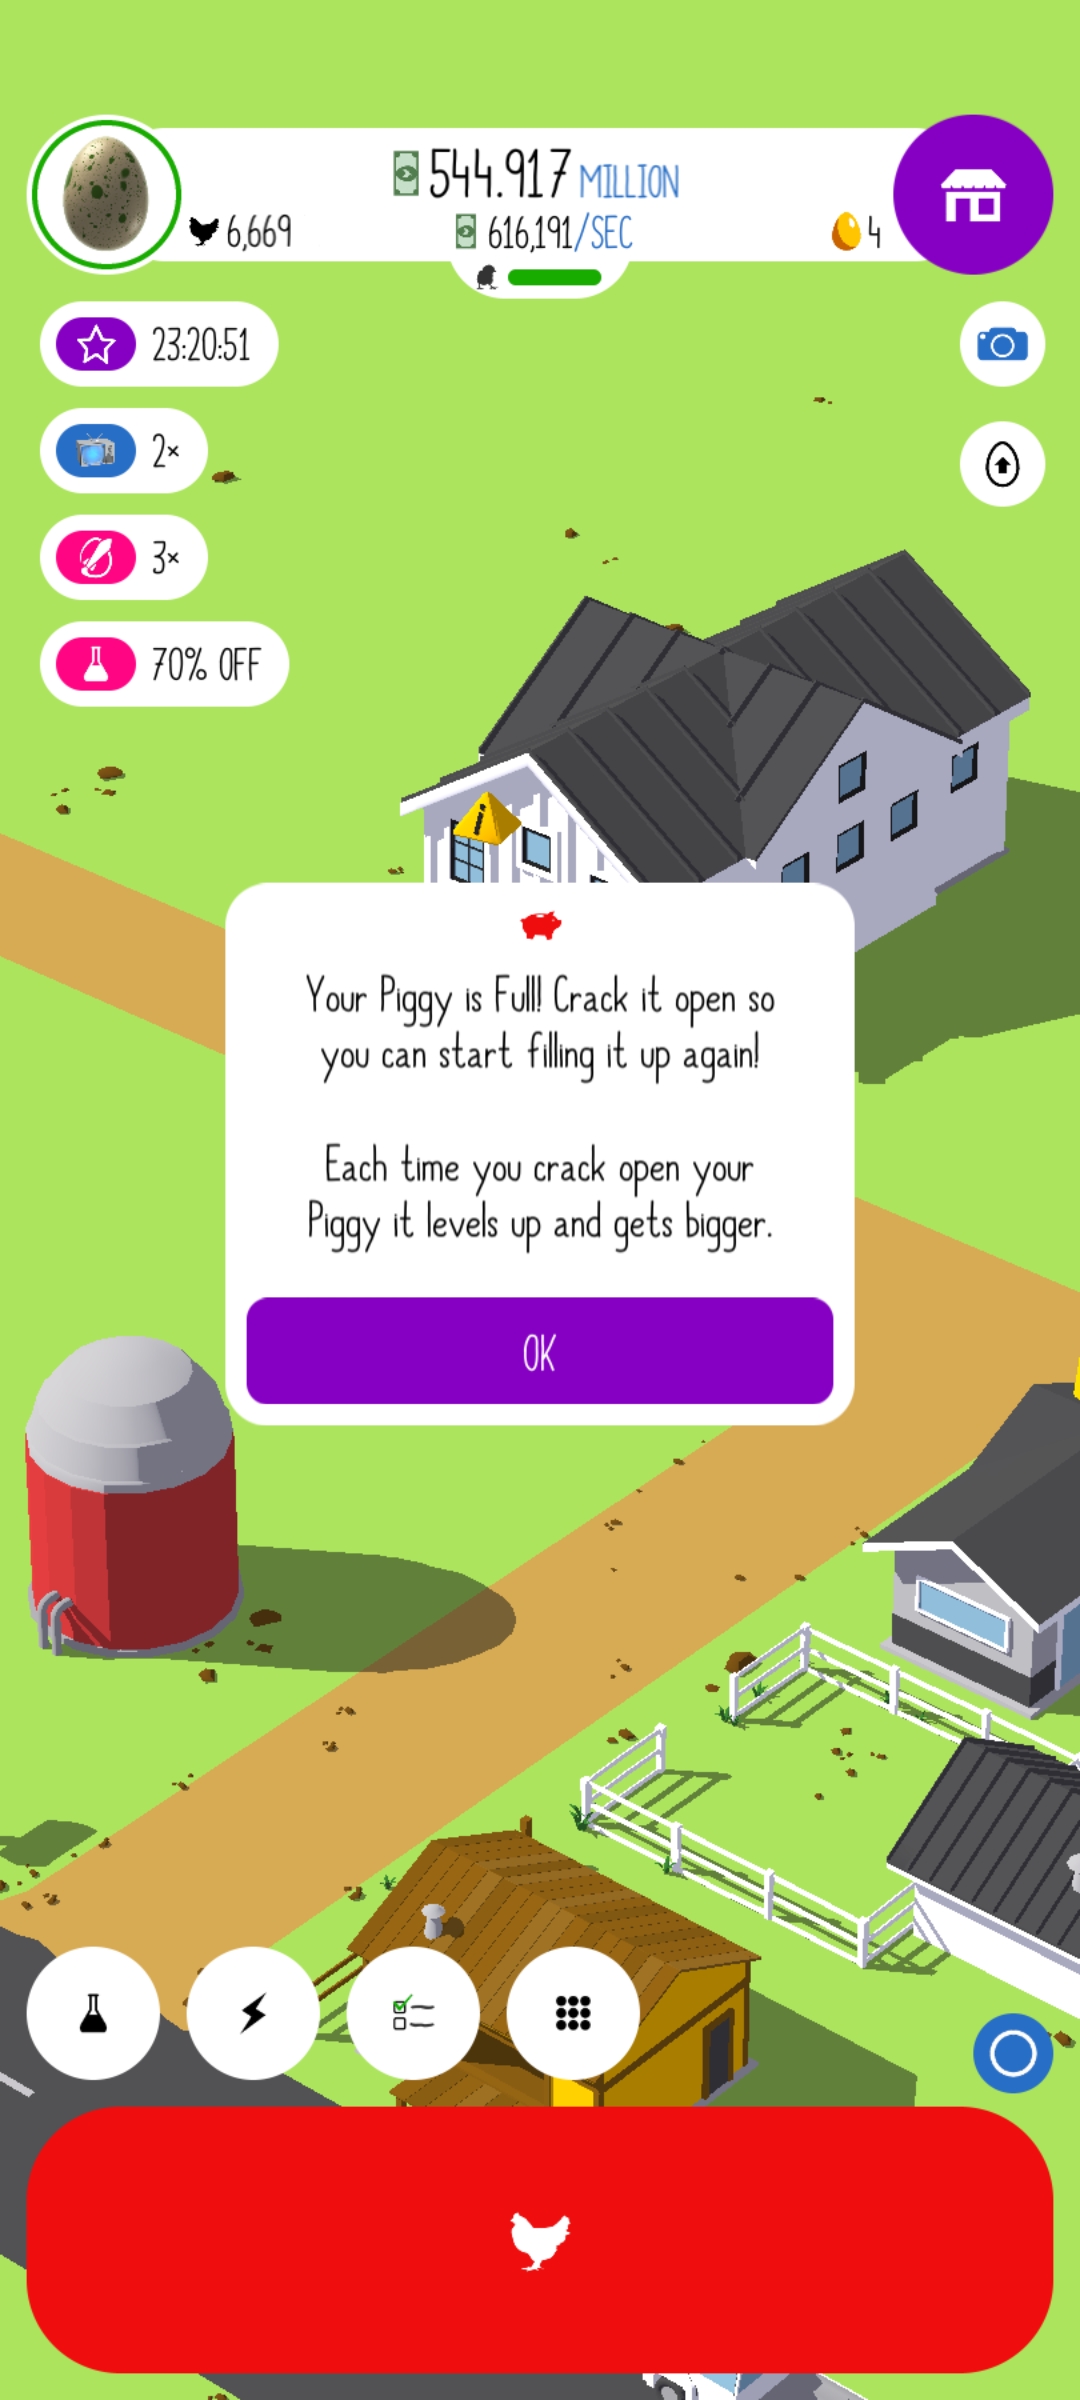 544.917 MILLION
6,669
616,191/SEC
4
23:20:51
2×
3×
70% OFF
Your Piggy is Full! Crack it open so
you can start filling it up again!
Each time you crack open your
Piggy it levels up and gets bigger.
OK